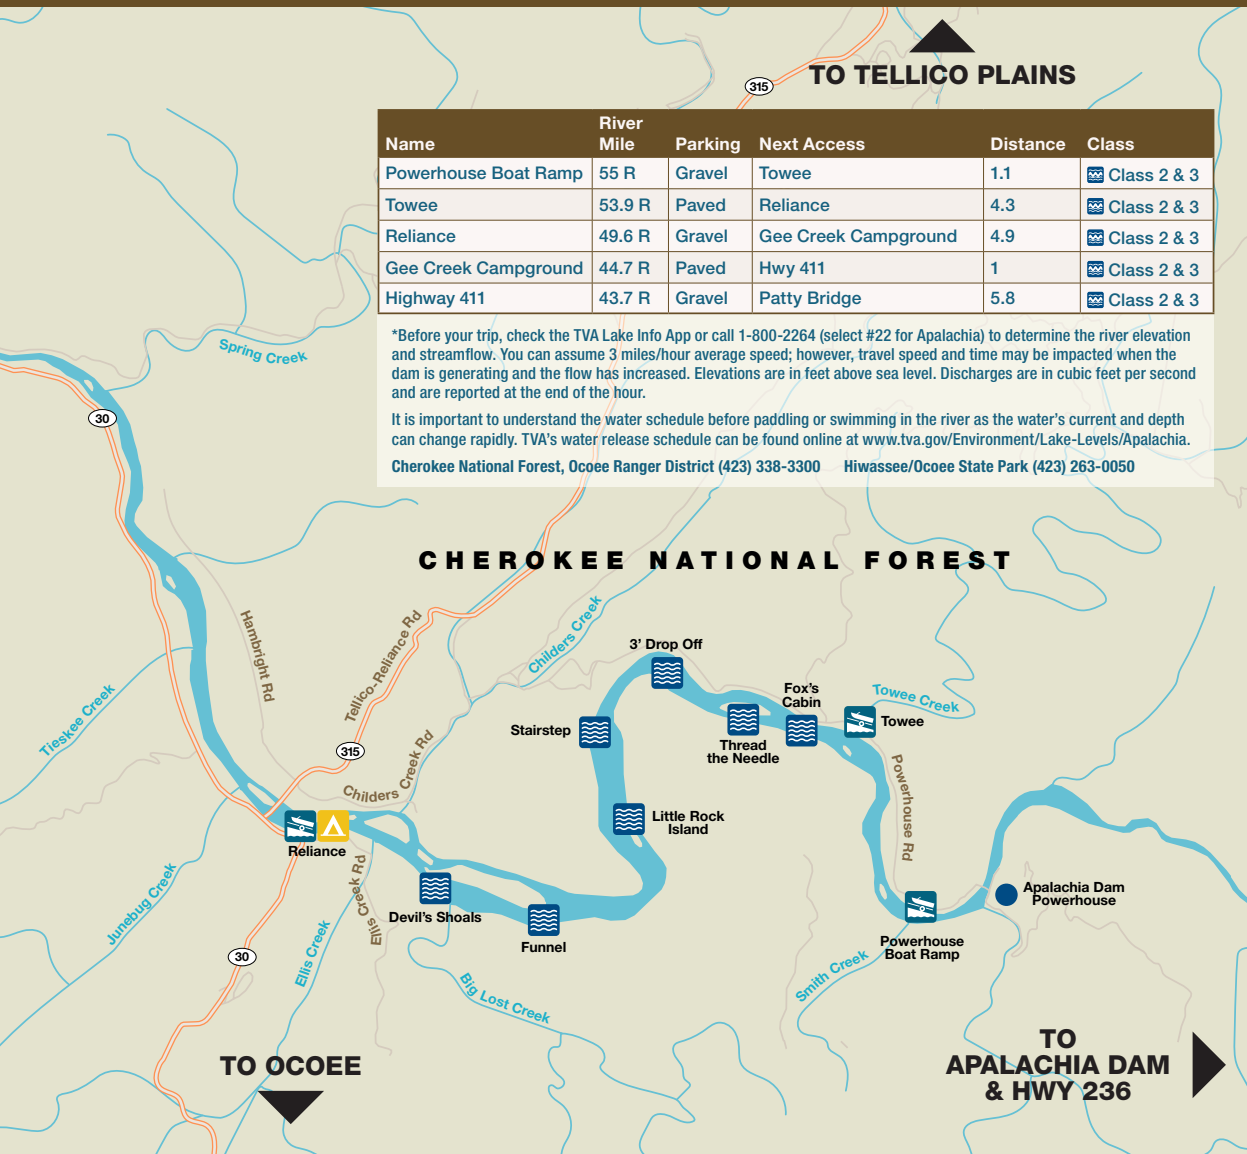 TO TELLICO PLAINS
315
Name River Mile Parking Next Access Distance Class
Powerhouse Boat Ramp 55 R Gravel Towee 1.1 Class 2 & 3
Towee 53.9 R Paved Reliance 4.3 Class 2 & 3
Reliance 49.6 R Gravel Gee Creek Campground 4.9 Class 2 & 3
Gee Creek Campground 44.7 R Paved Hwy 411 1 Class 2 & 3
Highway 411 43.7 R Gravel Patty Bridge 5.8 Class 2 & 3
*Before your trip, check the TVA Lake Info App or call 1-800-2264 (select #22 for Apalachia) to determine the river elevation
and streamflow. You can assume 3 miles/hour average speed; however, travel speed and time may be impacted when the
dam is generating and the flow has increased. Elevations are in feet above sea level. Discharges are in cubic feet per second
and are reported at the end of the hour.
It is important to understand the water schedule before paddling or swimming in the river as the water's current and depth
can change rapidly. TVA's water release schedule can be found online at www.tva.gov/Environment/Lake-Levels/Apalachia.
Cherokee National Forest, Ocoee Ranger District (423) 338-3300 Hiwassee/Ocoee State Park (423) 263-0050
Spring Creek
30
CHEROKEE NATIONAL FOREST
Hambright Rd
Tellico-Reliance Rd
Childers Creek
3' Drop Off
Fox's
Cabin
Towee Creek
Towee
Tieskee Creek
Stairstep
Thread
the Needle
315
Childers Creek Rd
Powerhouse Rd
Little Rock
Island
Reliance
Junebug Creek
Ellis Creek Rd
Devil's Shoals
Funnel
Apalachia Dam
Powerhouse
Powerhouse
Boat Ramp
30
Ellis Creek
Big Lost Creek
Smith Creek
TO OCOEE
TO
APALACHIA DAM
& HWY 236